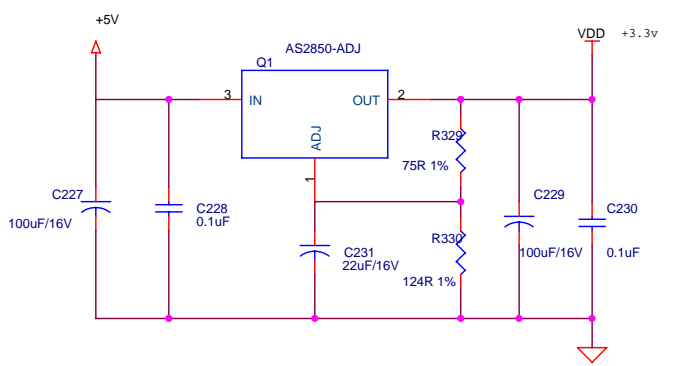 +5V
VDD +3.3v
AS2850-ADJ
Q1
3 IN OUT 2
ADJ
1
R329
75R 1%
C227
100uF/16V
C228
0.1uF
C229
100uF/16V
C230
0.1uF
R330
124R 1%
C231
22uF/16V